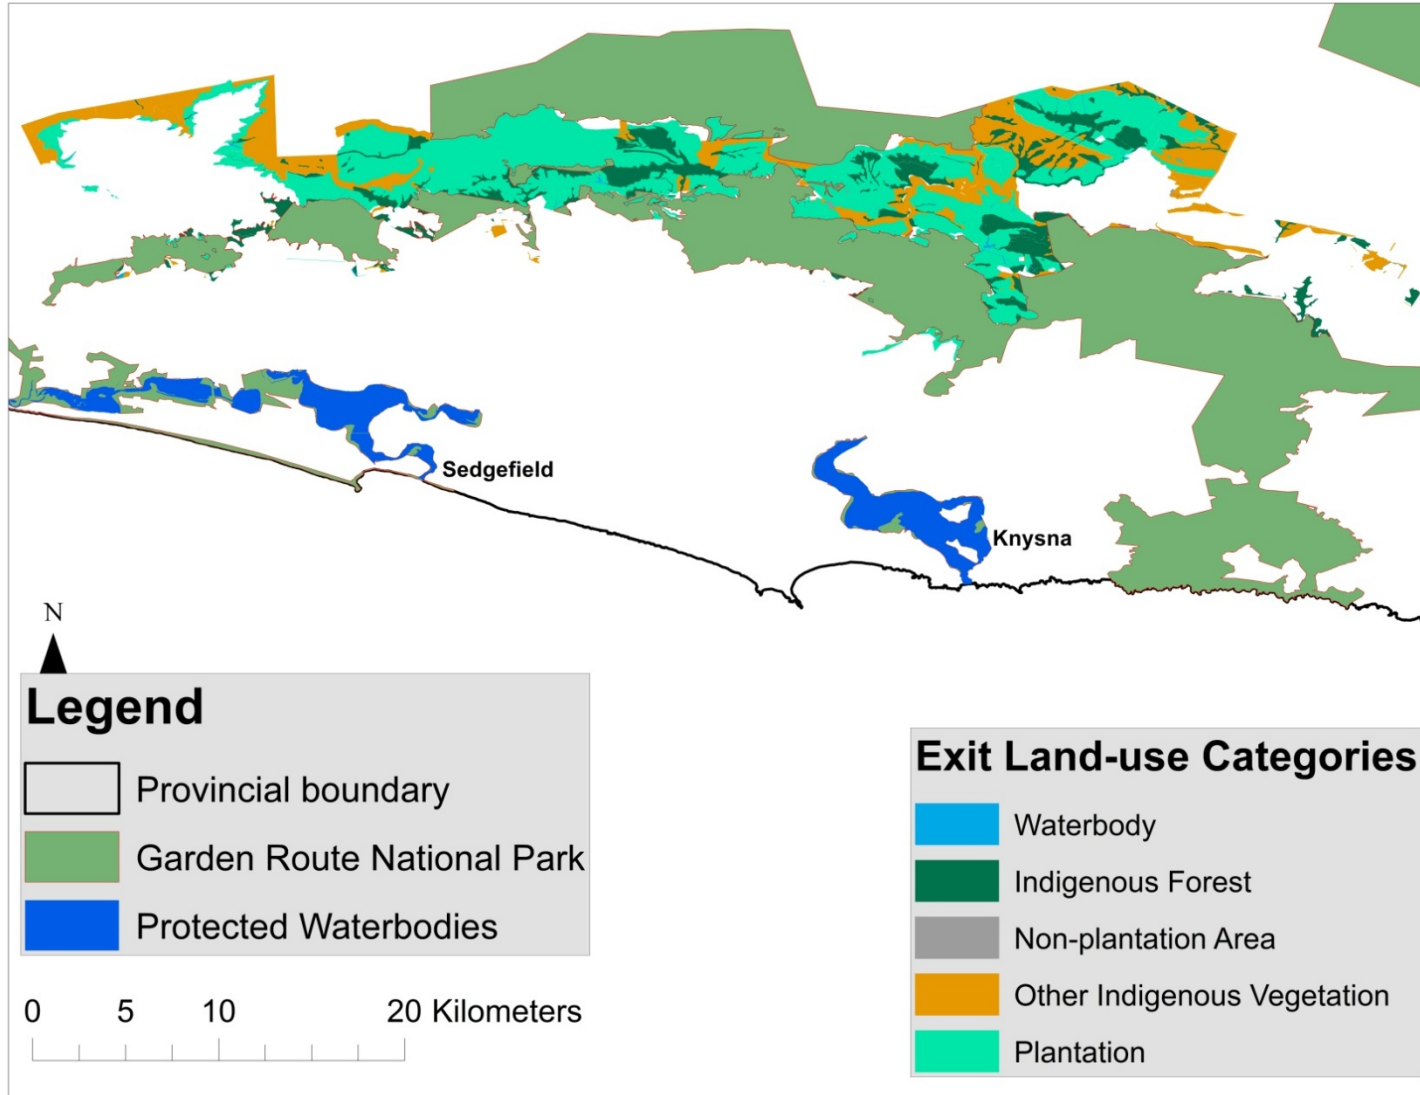 Sedgefield
Knysna
N
Legend
Provincial boundary
Garden Route National Park
Protected Waterbodies
0 5 10 20 Kilometers
Exit Land-use Categories
Waterbody
Indigenous Forest
Non-plantation Area
Other Indigenous Vegetation
Plantation